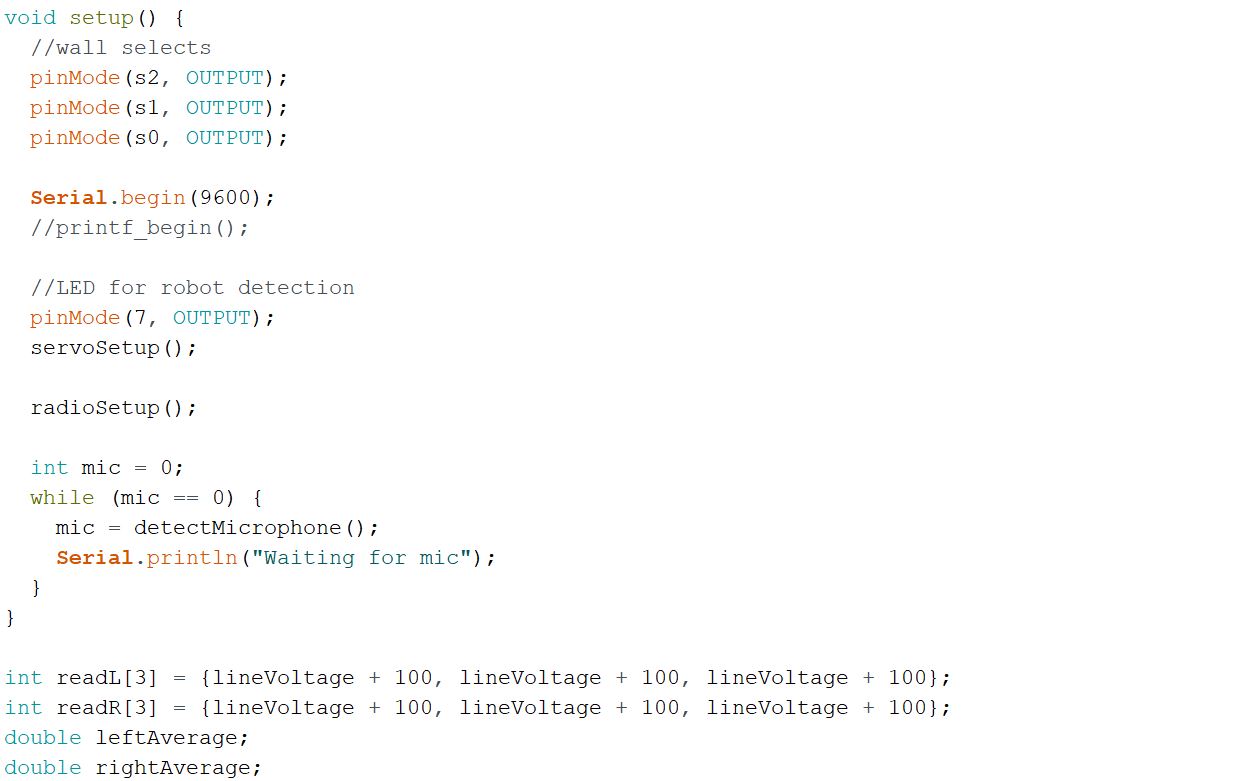 void setup() {
  //wall selects
  pinMode(s2, OUTPUT);
  pinMode(s1, OUTPUT);
  pinMode(s0, OUTPUT);

  Serial.begin(9600);
  //printf_begin();

  //LED for robot detection
  pinMode(7, OUTPUT);
  servoSetup();

  radioSetup();

  int mic = 0;
  while (mic == 0) {
    mic = detectMicrophone();
    Serial.println("Waiting for mic");
  }
}

int readL[3] = {lineVoltage + 100, lineVoltage + 100, lineVoltage + 100};
int readR[3] = {lineVoltage + 100, lineVoltage + 100, lineVoltage + 100};
double leftAverage;
double rightAverage;